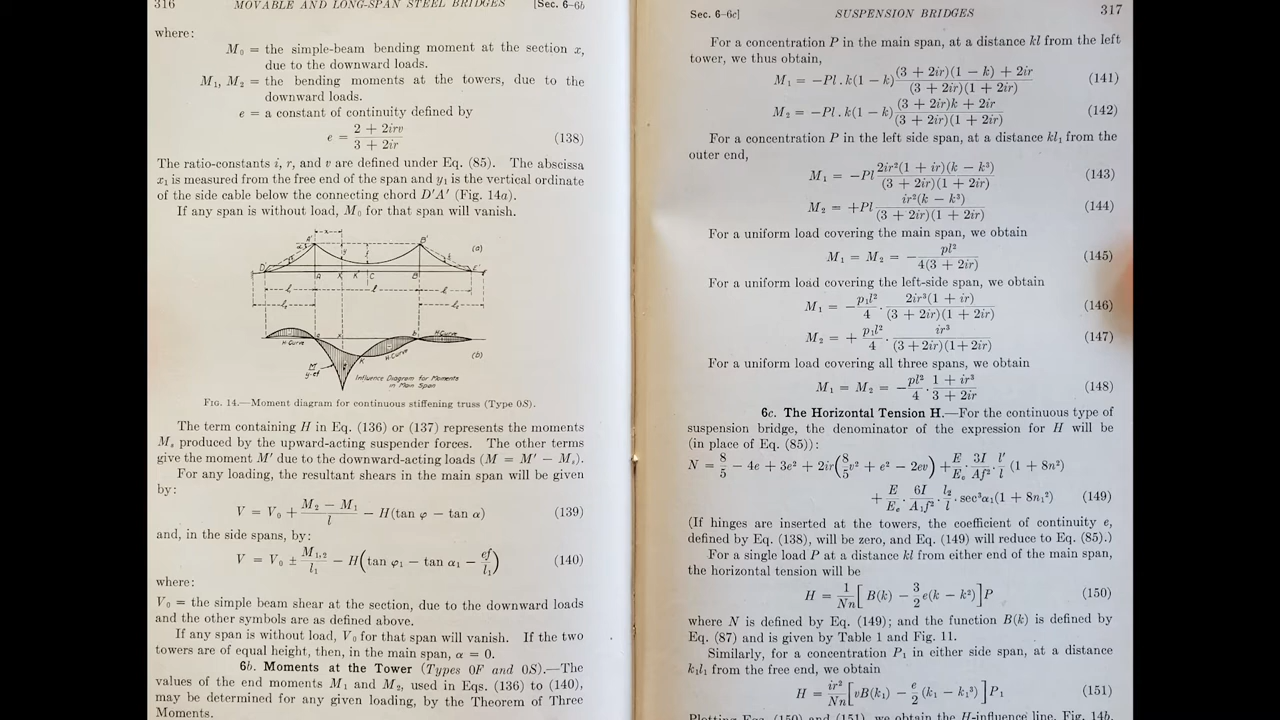 316 MOVABLE AND LONG-SPAN STEEL BRIDGES [Sec. 6–6b
where:
M₀ = the simple-beam bending moment at the section x,
due to the downward loads.
M₁, M₂ = the bending moments at the towers, due to the
downward loads.
e = a constant of continuity defined by
e = (2 + 2irv)/(3 + 2ir) (138)
The ratio-constants i, r, and v are defined under Eq. (85). The abscissa
x₁ is measured from the free end of the span and y₁ is the vertical ordinate
of the side cable below the connecting chord D′A′ (Fig. 14a).
If any span is without load, M₀ for that span will vanish.
(a)
A′ B′
D′
A K K′ C B
l₁ l
H-Curve
H-Curve
H-Curve
(b)
Influence Diagram for Moments
in Main Span
Fig. 14.—Moment diagram for continuous stiffening truss (Type 0S).
The term containing H in Eq. (136) or (137) represents the moments
Mₛ produced by the upward-acting suspender forces. The other terms
give the moment M′ due to the downward-acting loads (M = M′ − Mₛ).
For any loading, the resultant shears in the main span will be given
by:
V = V₀ + (M₂ − M₁)/l − H(tan φ − tan α) (139)
and, in the side spans, by:
V = V₀ ± M₁,₂/l₁ − H(tan φ₁ − tan α₁ − ef/l₁) (140)
where:
V₀ = the simple beam shear at the section, due to the downward loads
and the other symbols are as defined above.
If any span is without load, V₀ for that span will vanish. If the two
towers are of equal height, then, in the main span, α = 0.
6b. Moments at the Tower (Types 0F and 0S).—The
values of the end moments M₁ and M₂, used in Eqs. (136) to (140),
may be determined for any given loading, by the Theorem of Three
Moments.
Sec. 6–6c] SUSPENSION BRIDGES 317
For a concentration P in the main span, at a distance kl from the left
tower, we thus obtain,
M₁ = −Pl . k(1 − k) ((3 + 2ir)(1 − k) + 2ir)/((3 + 2ir)(1 + 2ir)) (141)
M₂ = −Pl . k(1 − k) ((3 + 2ir)k + 2ir)/((3 + 2ir)(1 + 2ir)) (142)
For a concentration P in the left side span, at a distance kl₁ from the
outer end,
M₁ = −Pl (2ir²(1 + ir)(k − k³))/((3 + 2ir)(1 + 2ir)) (143)
M₂ = +Pl (ir²(k − k³))/((3 + 2ir)(1 + 2ir)) (144)
For a uniform load covering the main span, we obtain
M₁ = M₂ = − pl²/(4(3 + 2ir)) (145)
For a uniform load covering the left-side span, we obtain
M₁ = − p₁l²/4 . (2ir³(1 + ir))/((3 + 2ir)(1 + 2ir)) (146)
M₂ = + p₁l²/4 . ir³/((3 + 2ir)(1+2ir)) (147)
For a uniform load covering all three spans, we obtain
M₁ = M₂ = − pl²/4 . (1 + ir³)/(3 + 2ir) (148)
6c. The Horizontal Tension H.—For the continuous type of
suspension bridge, the denominator of the expression for H will be
(in place of Eq. (85)):
N = 8/5 − 4e + 3e² + 2ir(8/5 v² + e² − 2ev) + E/E꜀ . 3I/Af² . l′/l (1 + 8n²)
+ E/E꜀ . 6I/A₁f² . l₂/l . sec³α₁(1 + 8n₁²) (149)
(If hinges are inserted at the towers, the coefficient of continuity e,
defined by Eq. (138), will be zero, and Eq. (149) will reduce to Eq. (85).)
For a single load P at a distance kl from either end of the main span,
the horizontal tension will be
H = 1/Nn [B(k) − 3/2 e(k − k²)]P (150)
where N is defined by Eq. (149); and the function B(k) is defined by
Eq. (87) and is given by Table 1 and Fig. 11.
Similarly, for a concentration P₁ in either side span, at a distance
k₁l₁ from the free end, we obtain
H = ir²/Nn [vB(k₁) − e/2 (k₁ − k₁³)]P₁ (151)
Plotting Eqs. (150) and (151), we obtain the H-influence line, Fig. 14b.